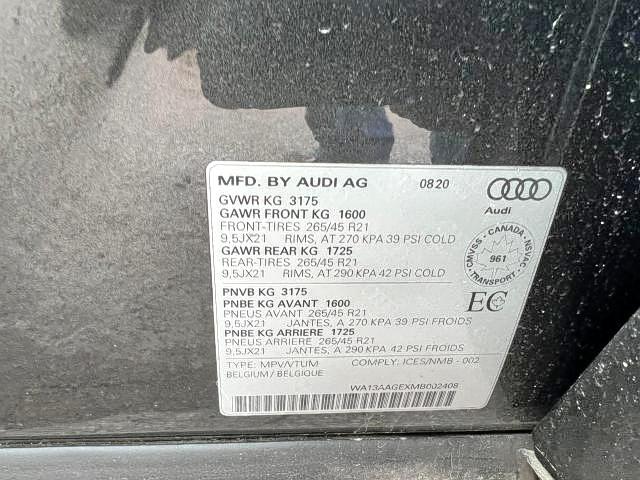 MFD. BY AUDI AG 0820
GVWR KG 3175
GAWR FRONT KG 1600
FRONT-TIRES 265/45 R21
9,5JX21 RIMS, AT 270 KPA 39 PSI COLD
GAWR REAR KG 1725
REAR-TIRES 265/45 R21
9,5JX21 RIMS, AT 290 KPA 42 PSI COLD
Audi
CMVSS - CANADA - NSVAC
961
TRANSPORT
PNVB KG 3175
PNBE KG AVANT 1600
PNEUS AVANT 265/45 R21
9,5JX21 JANTES, A 270 KPA 39 PSI FROIDS
PNBE KG ARRIERE 1725
PNEUS ARRIERE 265/45 R21
9,5JX21 JANTES, A 290 KPA 42 PSI FROIDS
EC
TYPE: MPV/VTUM COMPLY: ICES/NMB - 002
BELGIUM / BELGIQUE
WA13AAGEXMB002408